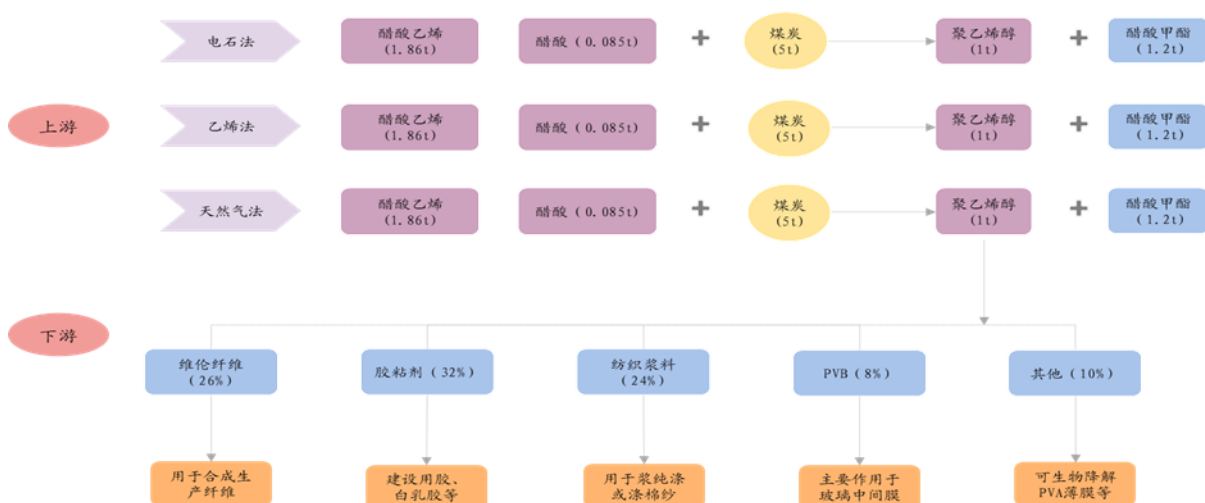 电石法
醋酸乙烯
(1.86t)
醋酸 (0.085t)
+
煤炭
(5t)
聚乙烯醇
(1t)
+
醋酸甲酯
(1.2t)
上游
乙烯法
醋酸乙烯
(1.86t)
醋酸 (0.085t)
+
煤炭
(5t)
聚乙烯醇
(1t)
+
醋酸甲酯
(1.2t)
天然气法
醋酸乙烯
(1.86t)
醋酸 (0.085t)
+
煤炭
(5t)
聚乙烯醇
(1t)
+
醋酸甲酯
(1.2t)
下游
维伦纤维
(26%)
胶粘剂 (32%)
纺织浆料
(24%)
PVB (8%)
其他 (10%)
用于合成生
产纤维
建设用胶、
白乳胶等
用于浆纯涤
或涤棉纱
主要作用于
玻璃中间膜
可生物降解
PVA薄膜等